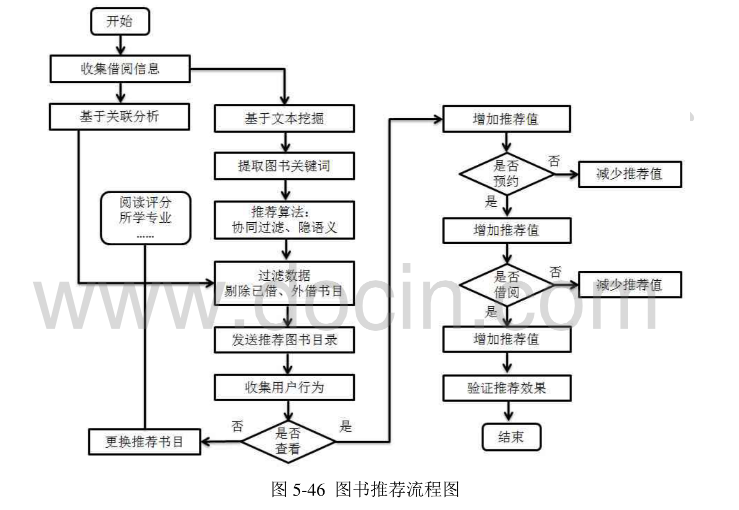 开始
收集借阅信息
基于关联分析
基于文本挖掘
提取图书关键词
阅读评分
所学专业
……
推荐算法：
协同过滤、隐语义
过滤数据
剔除已借、外借书目
发送推荐图书目录
收集用户行为
否
是否
查看
是
更换推荐书目
增加推荐值
是否
预约
否
减少推荐值
是
增加推荐值
是否
借阅
否
减少推荐值
是
增加推荐值
验证推荐效果
结束
www.docin.com
图 5-46 图书推荐流程图